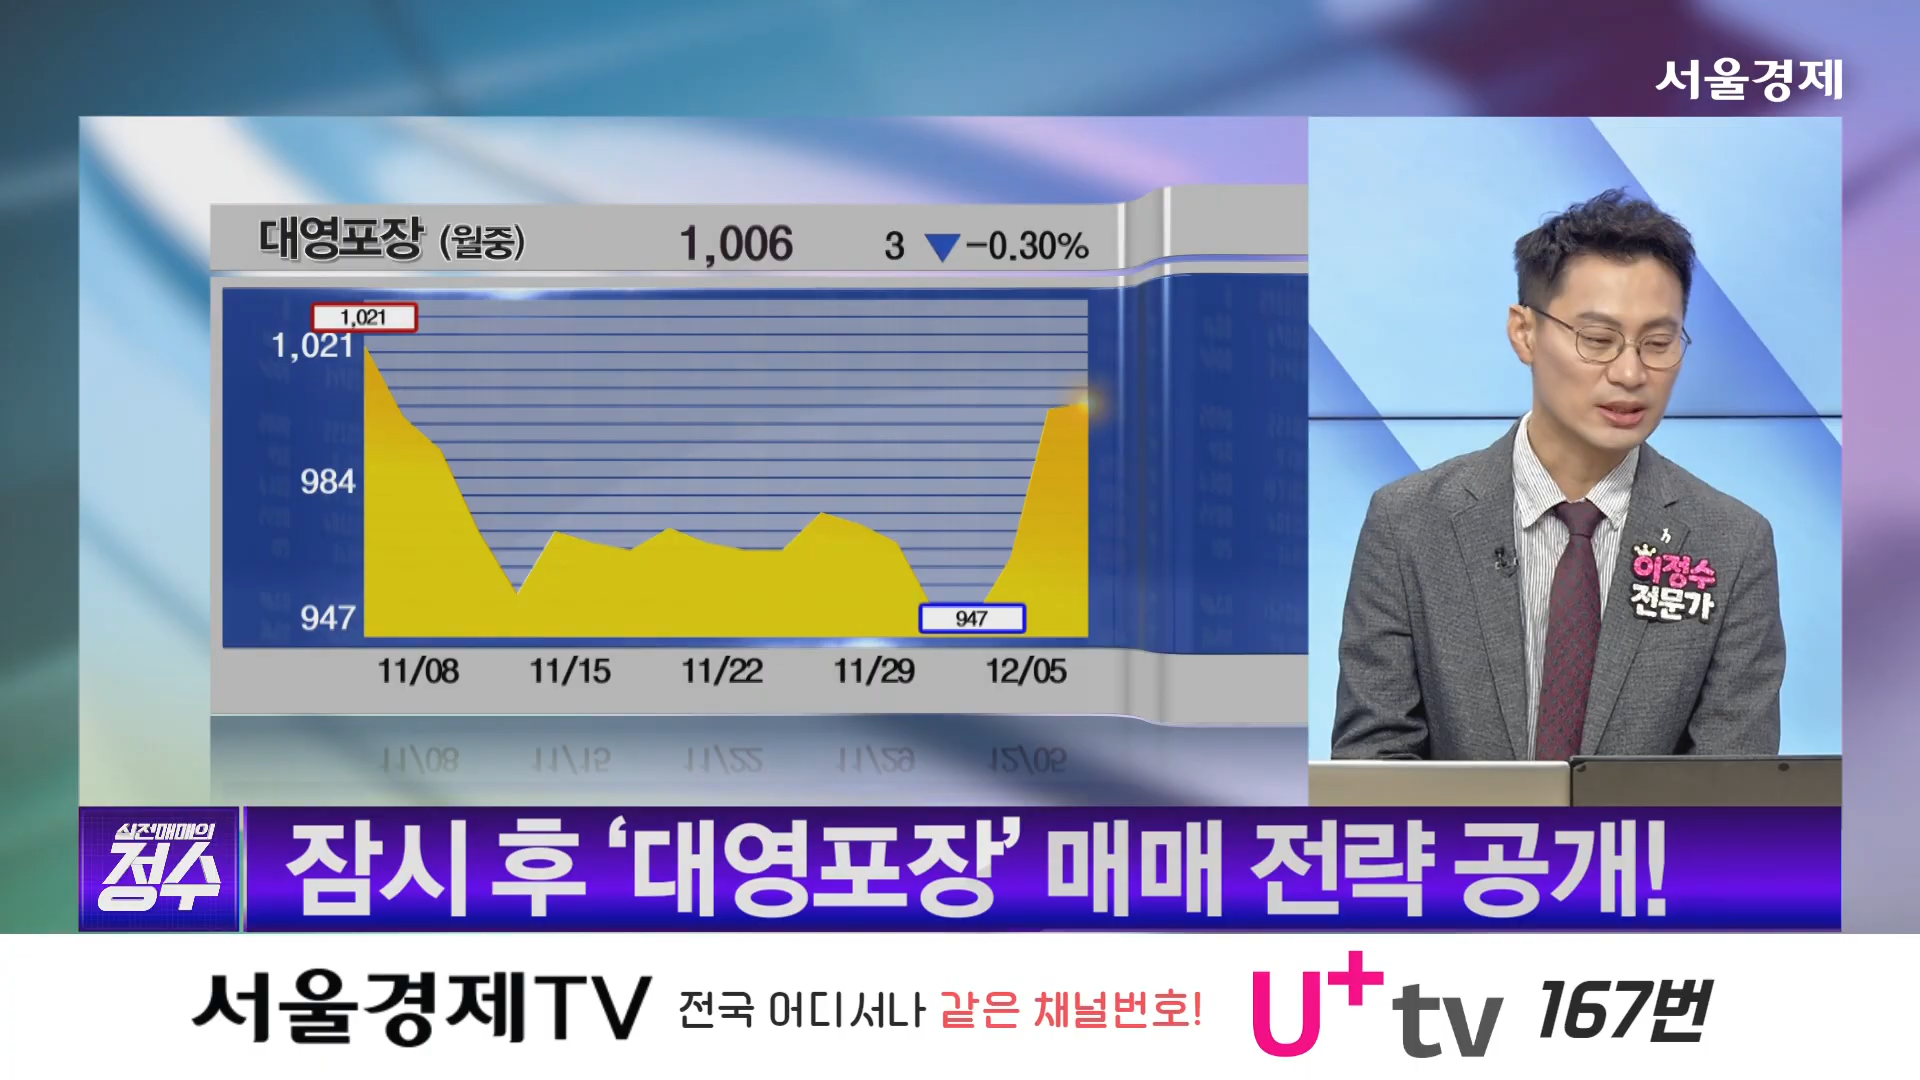 서울경제
대영포장 (월중) 1,006 3 ▼-0.30%
1,021
1,021
984
947
947
11/08 11/15 11/22 11/29 12/05
이정수
전문가
실전매매의
정수
잠시 후 ‘대영포장’ 매매 전략 공개!
서울경제TV 전국 어디서나 같은 채널번호! U+tv 167번